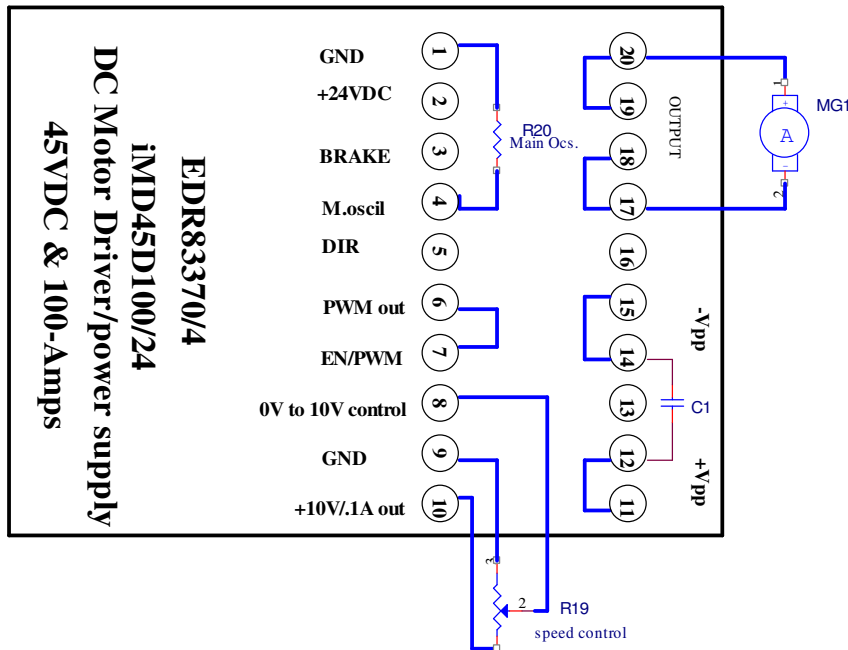 EDR83370/4
iMD45D100/24
DC Motor Driver/power supply
45VDC & 100-Amps
GND
+24VDC
BRAKE
M.oscil
DIR
PWM out
EN/PWM
0V to 10V control
GND
+10V/.1A out
1
2
3
4
5
6
7
8
9
10
R20
Main Ocs.
20
19
18
17
16
15
14
13
12
11
OUTPUT
-Vpp
+Vpp
C1
1
+
A
-
2
MG1
3
2
R19
speed control